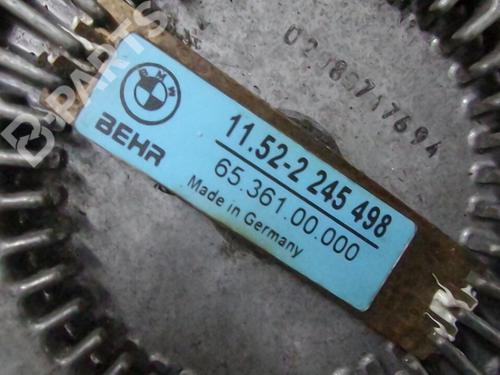 BMW
BEHR
11.52-2 245 498
65.361.00.000
Made in Germany
B-PARTS